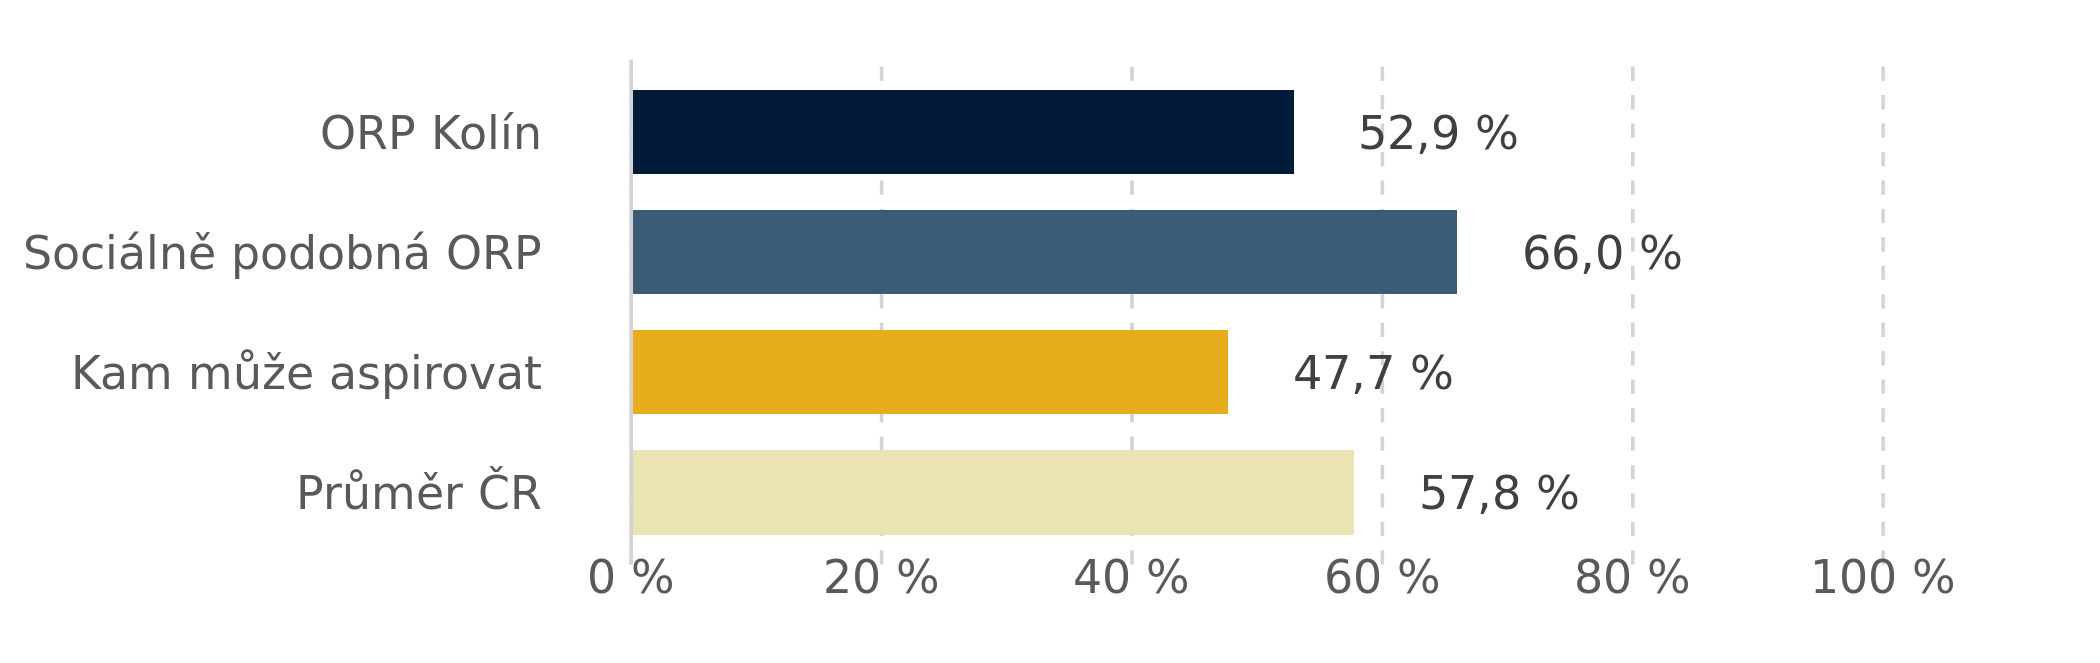 ORP Kolín 52,9 %
Sociálně podobná ORP 66,0 %
Kam může aspirovat 47,7 %
Průměr ČR 57,8 %
0 % 20 % 40 % 60 % 80 % 100 %